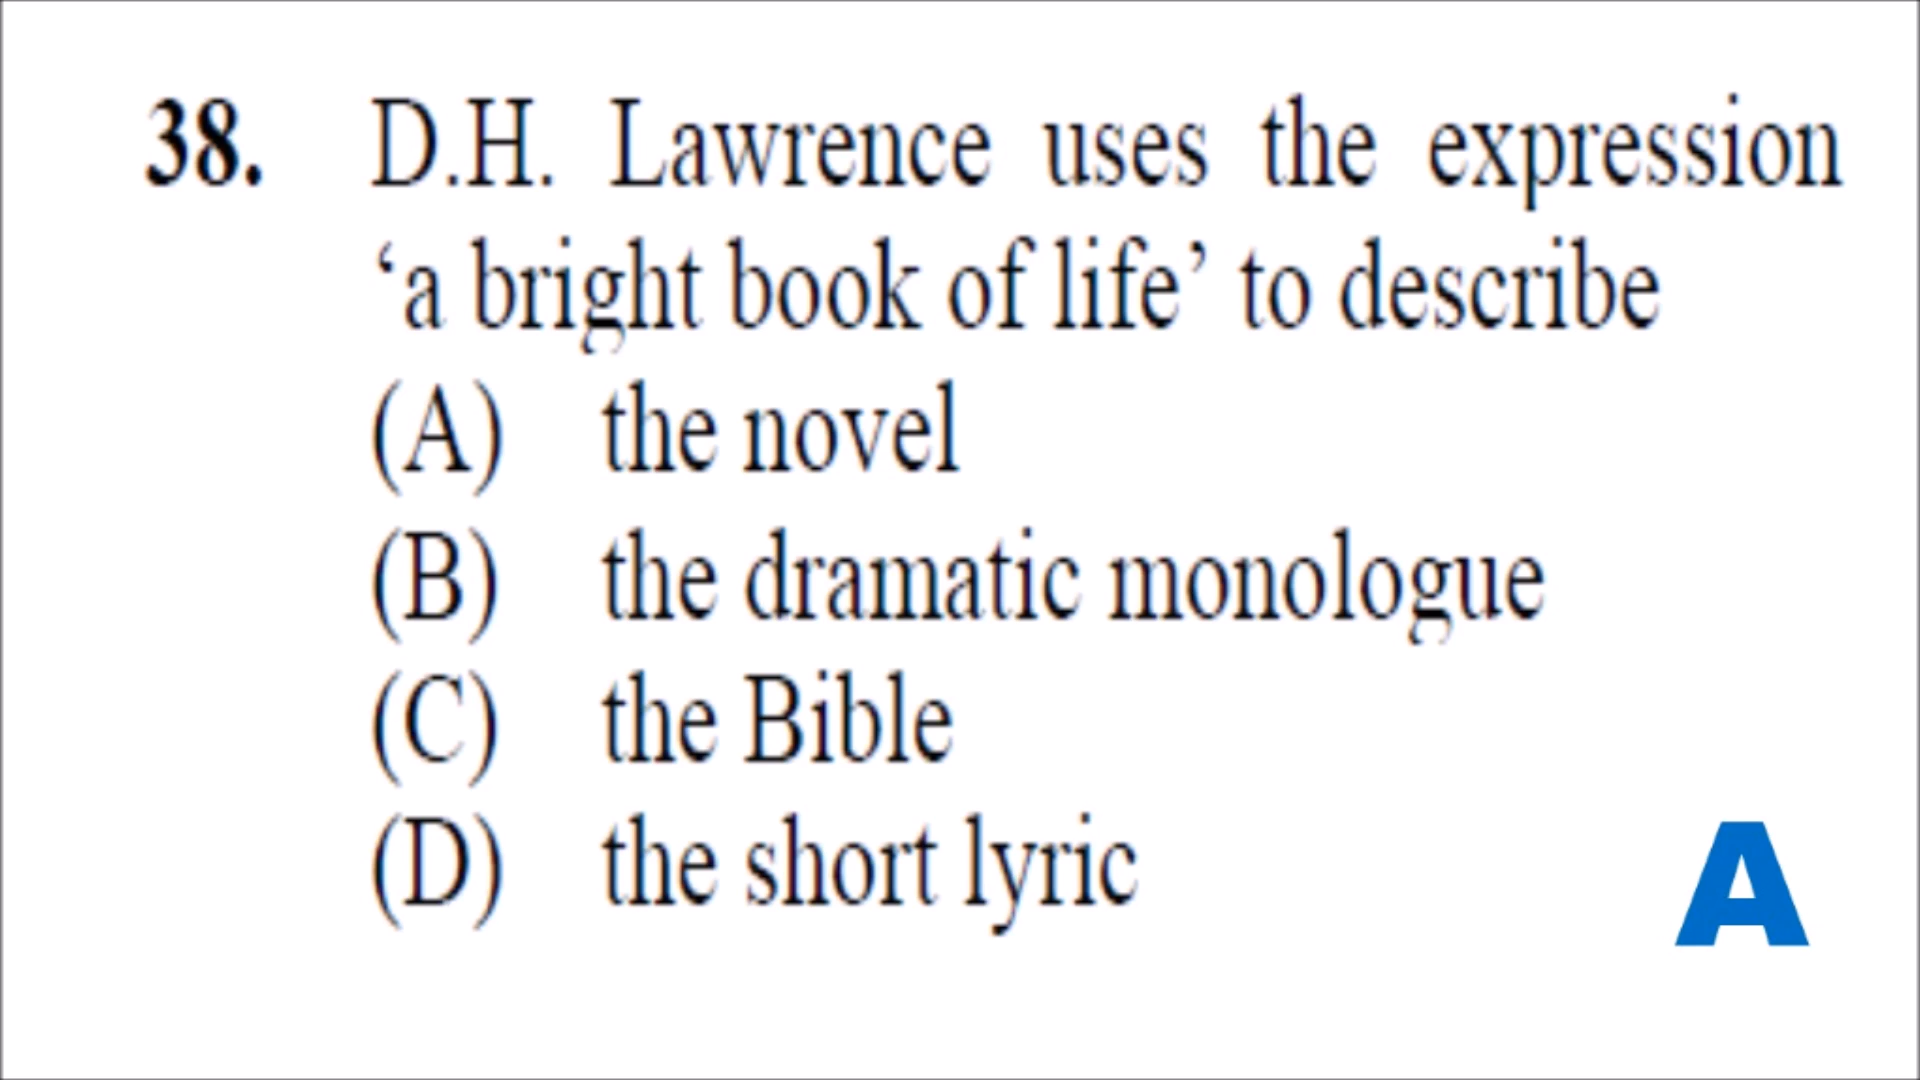 38. D.H. Lawrence uses the expression
‘a bright book of life’ to describe
(A) the novel
(B) the dramatic monologue
(C) the Bible
(D) the short lyric
A